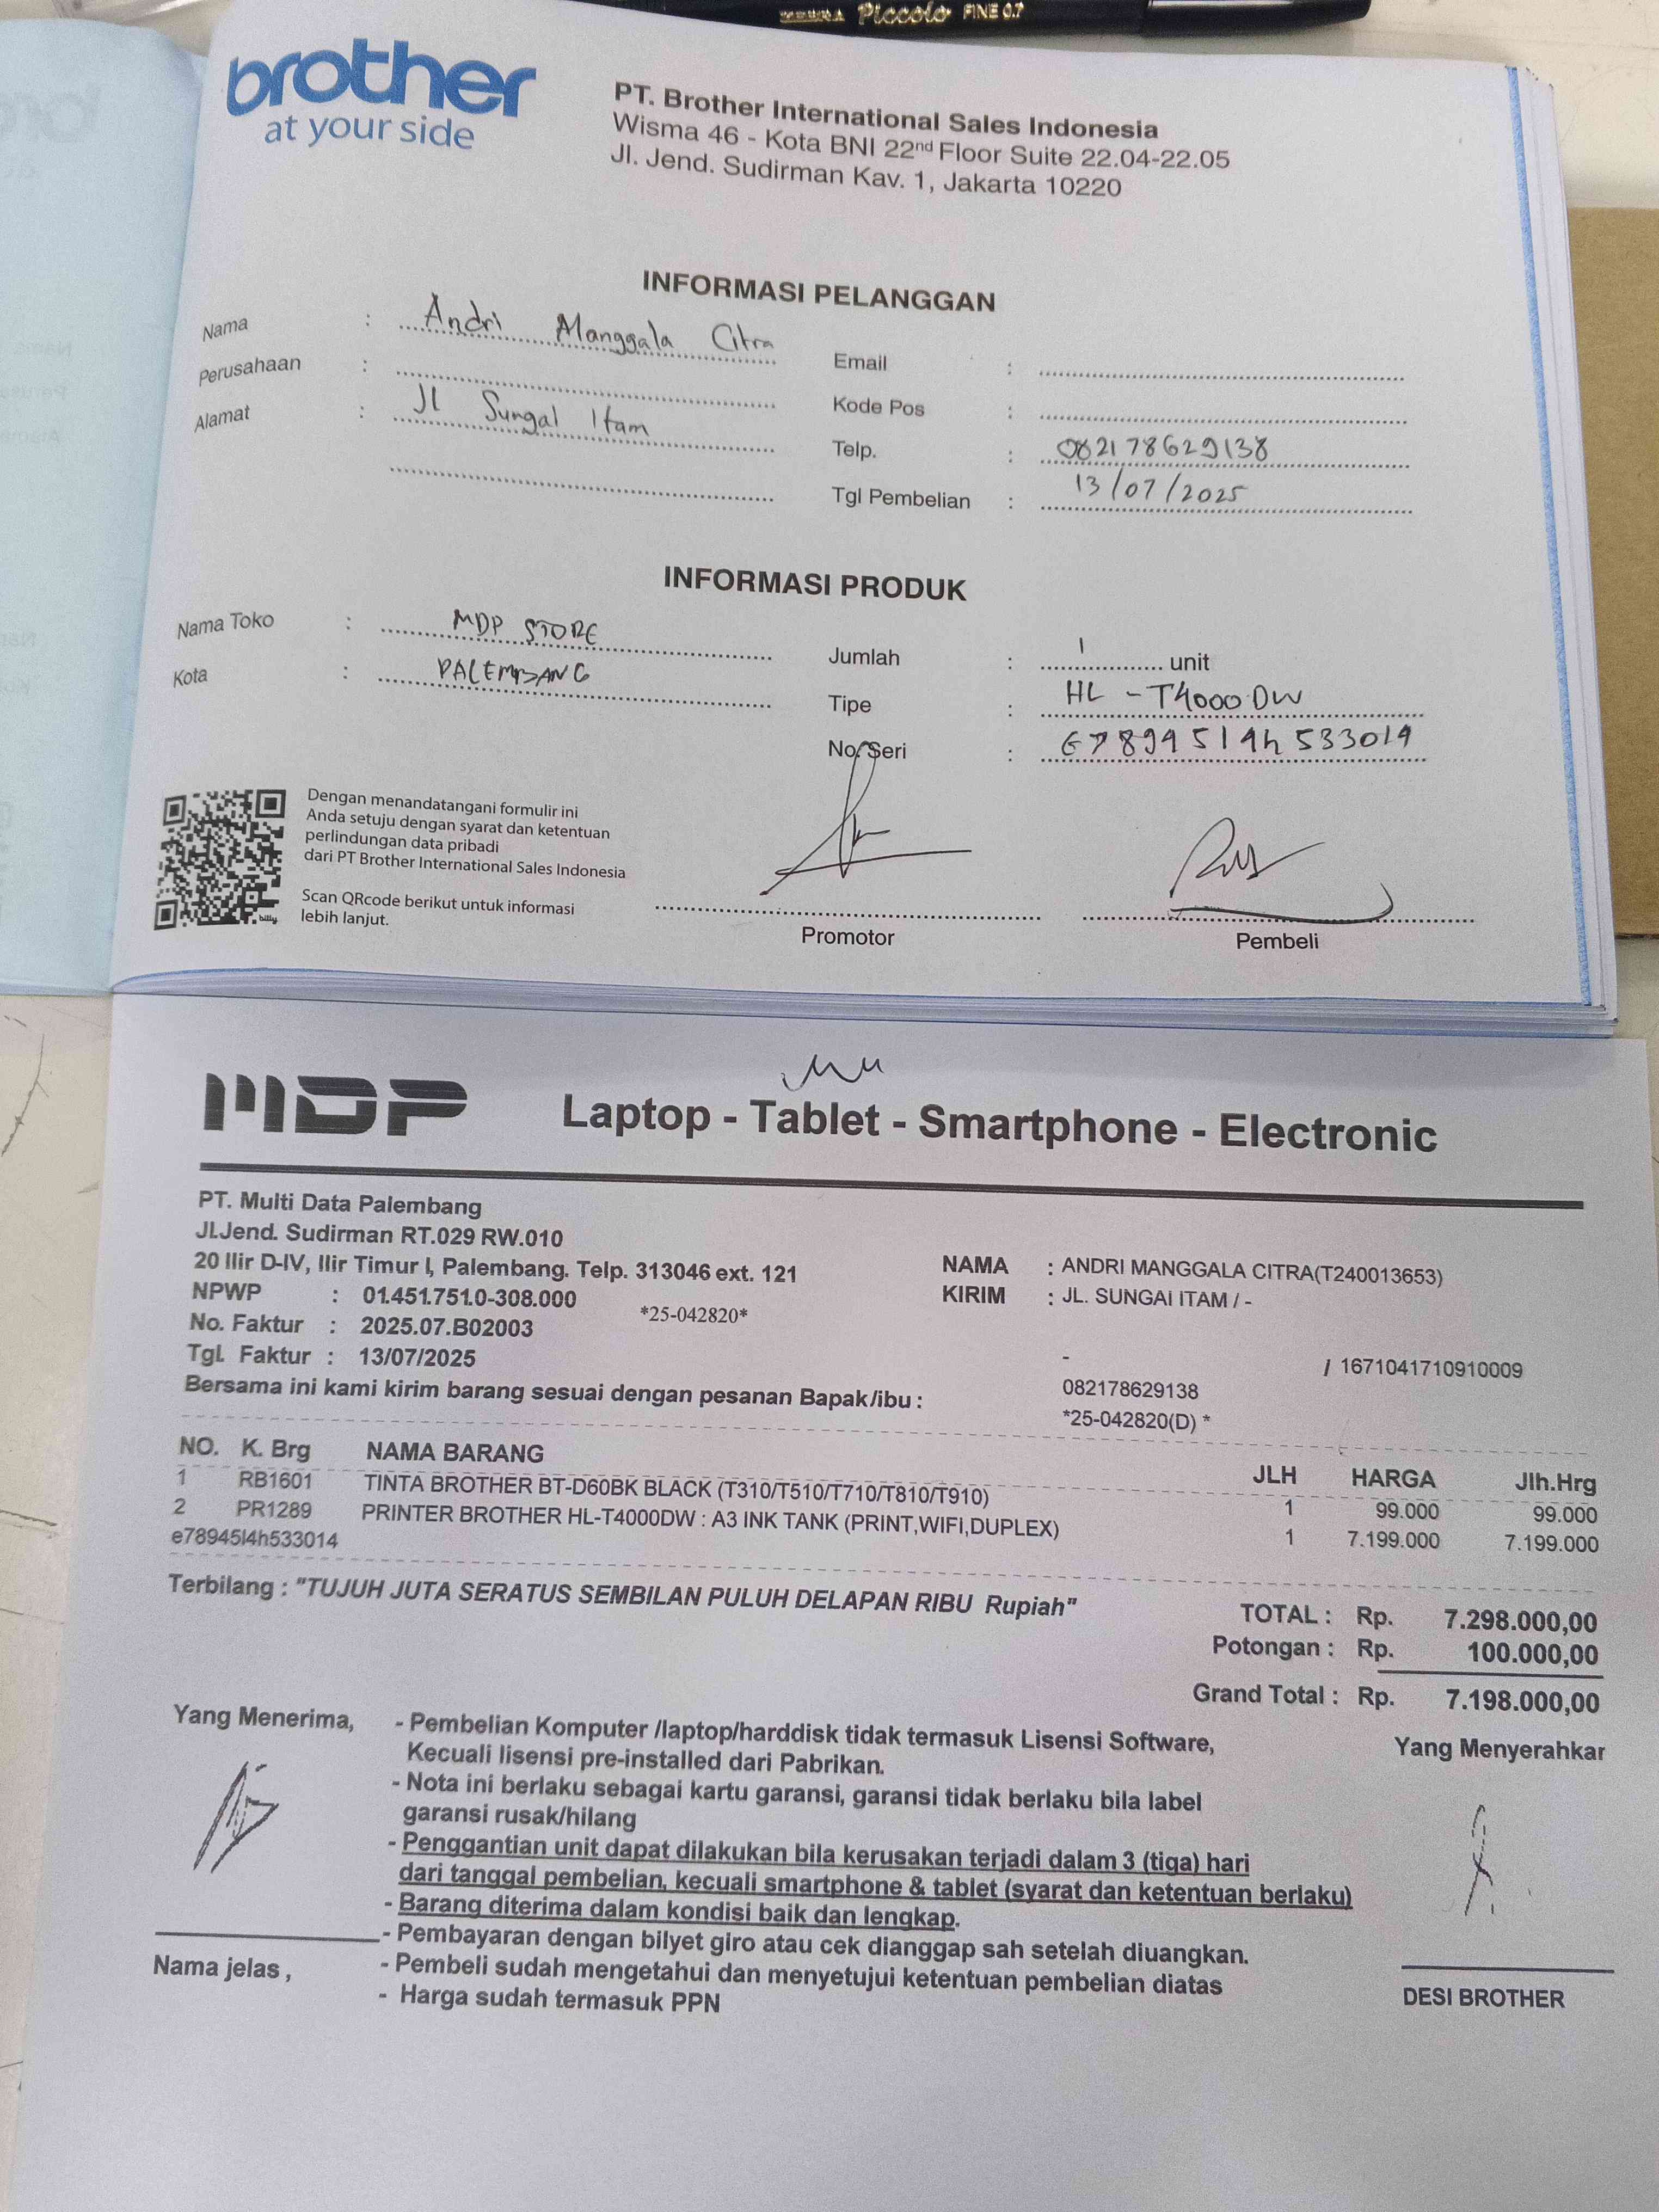 Piccolo FINE 0.7
brother
at your side
PT. Brother International Sales Indonesia
Wisma 46 - Kota BNI 22nd Floor Suite 22.04-22.05
Jl. Jend. Sudirman Kav. 1, Jakarta 10220
INFORMASI PELANGGAN
Nama : Andri Manggala Citra
Perusahaan :
Alamat : Jl Sungai Itam
Email :
Kode Pos :
Telp. : 082178629138
Tgl Pembelian : 13/07/2025
INFORMASI PRODUK
Nama Toko : MDP STORE
Kota : PALEMBANG
Jumlah : 1 unit
Tipe : HL - T4000DW
No. Seri : E78945l4h533014
Dengan menandatangani formulir ini
Anda setuju dengan syarat dan ketentuan
perlindungan data pribadi
dari PT Brother International Sales Indonesia
Scan QRcode berikut untuk informasi
lebih lanjut.
billy
Promotor
Pembeli
MDP Laptop - Tablet - Smartphone - Electronic
PT. Multi Data Palembang
Jl.Jend. Sudirman RT.029 RW.010
20 Ilir D-IV, Ilir Timur I, Palembang. Telp. 313046 ext. 121
NPWP : 01.451.751.0-308.000
*25-042820*
No. Faktur : 2025.07.B02003
Tgl. Faktur : 13/07/2025
Bersama ini kami kirim barang sesuai dengan pesanan Bapak/ibu :
NAMA : ANDRI MANGGALA CITRA(T240013653)
KIRIM : JL. SUNGAI ITAM / -
- / 1671041710910009
082178629138
*25-042820(D) *
NO. K. Brg NAMA BARANG JLH HARGA Jlh.Hrg
1 RB1601 TINTA BROTHER BT-D60BK BLACK (T310/T510/T710/T810/T910) 1 99.000 99.000
2 PR1289 PRINTER BROTHER HL-T4000DW : A3 INK TANK (PRINT,WIFI,DUPLEX) 1 7.199.000 7.199.000
e78945l4h533014
Terbilang : "TUJUH JUTA SERATUS SEMBILAN PULUH DELAPAN RIBU Rupiah"
TOTAL : Rp. 7.298.000,00
Potongan : Rp. 100.000,00
Grand Total : Rp. 7.198.000,00
Yang Menerima,
- Pembelian Komputer /laptop/harddisk tidak termasuk Lisensi Software,
Kecuali lisensi pre-installed dari Pabrikan.
- Nota ini berlaku sebagai kartu garansi, garansi tidak berlaku bila label
garansi rusak/hilang
- Penggantian unit dapat dilakukan bila kerusakan terjadi dalam 3 (tiga) hari
dari tanggal pembelian, kecuali smartphone & tablet (syarat dan ketentuan berlaku)
- Barang diterima dalam kondisi baik dan lengkap.
- Pembayaran dengan bilyet giro atau cek dianggap sah setelah diuangkan.
- Pembeli sudah mengetahui dan menyetujui ketentuan pembelian diatas
- Harga sudah termasuk PPN
Nama jelas ,
Yang Menyerahkar
DESI BROTHER